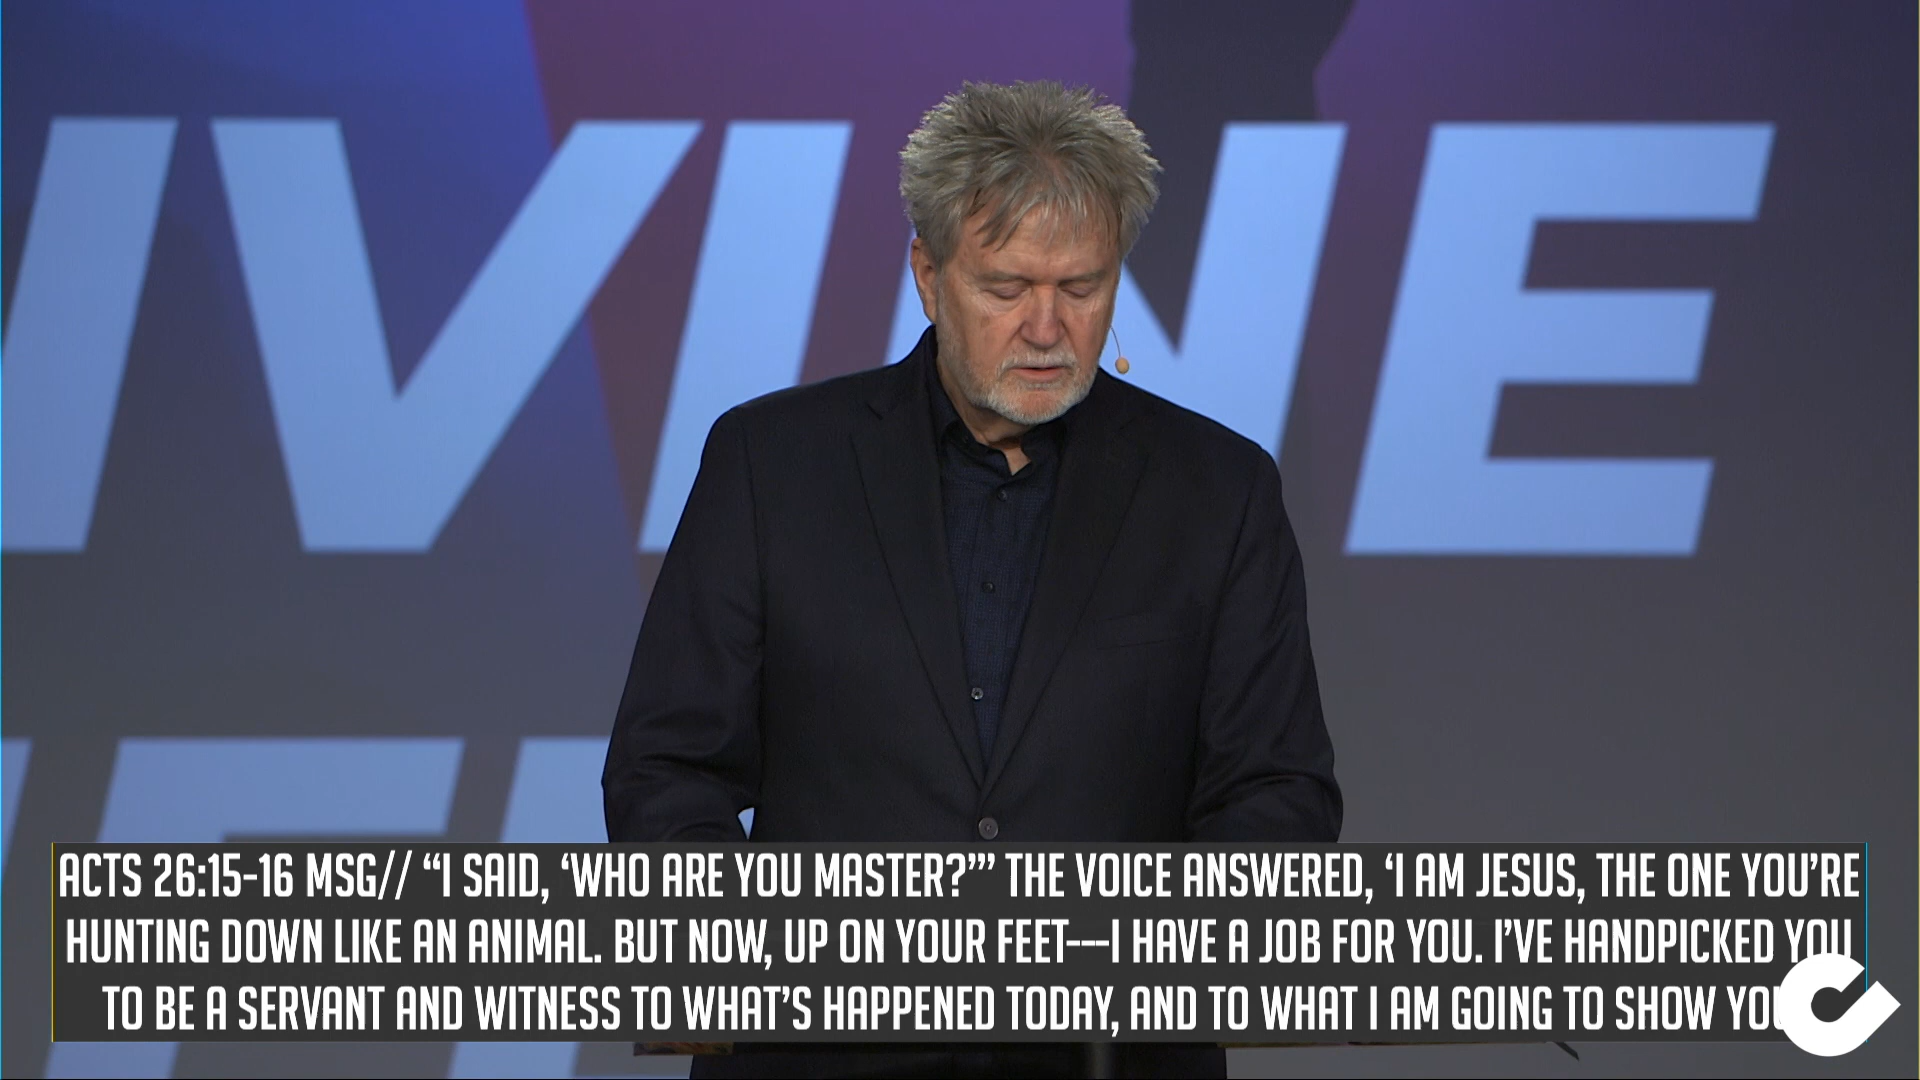 IVINE
ACTS 26:15-16 MSG// “I SAID, ‘WHO ARE YOU MASTER?’” THE VOICE ANSWERED, ‘I AM JESUS, THE ONE YOU’RE
HUNTING DOWN LIKE AN ANIMAL. BUT NOW, UP ON YOUR FEET---I HAVE A JOB FOR YOU. I’VE HANDPICKED YOU
TO BE A SERVANT AND WITNESS TO WHAT’S HAPPENED TODAY, AND TO WHAT I AM GOING TO SHOW YOU